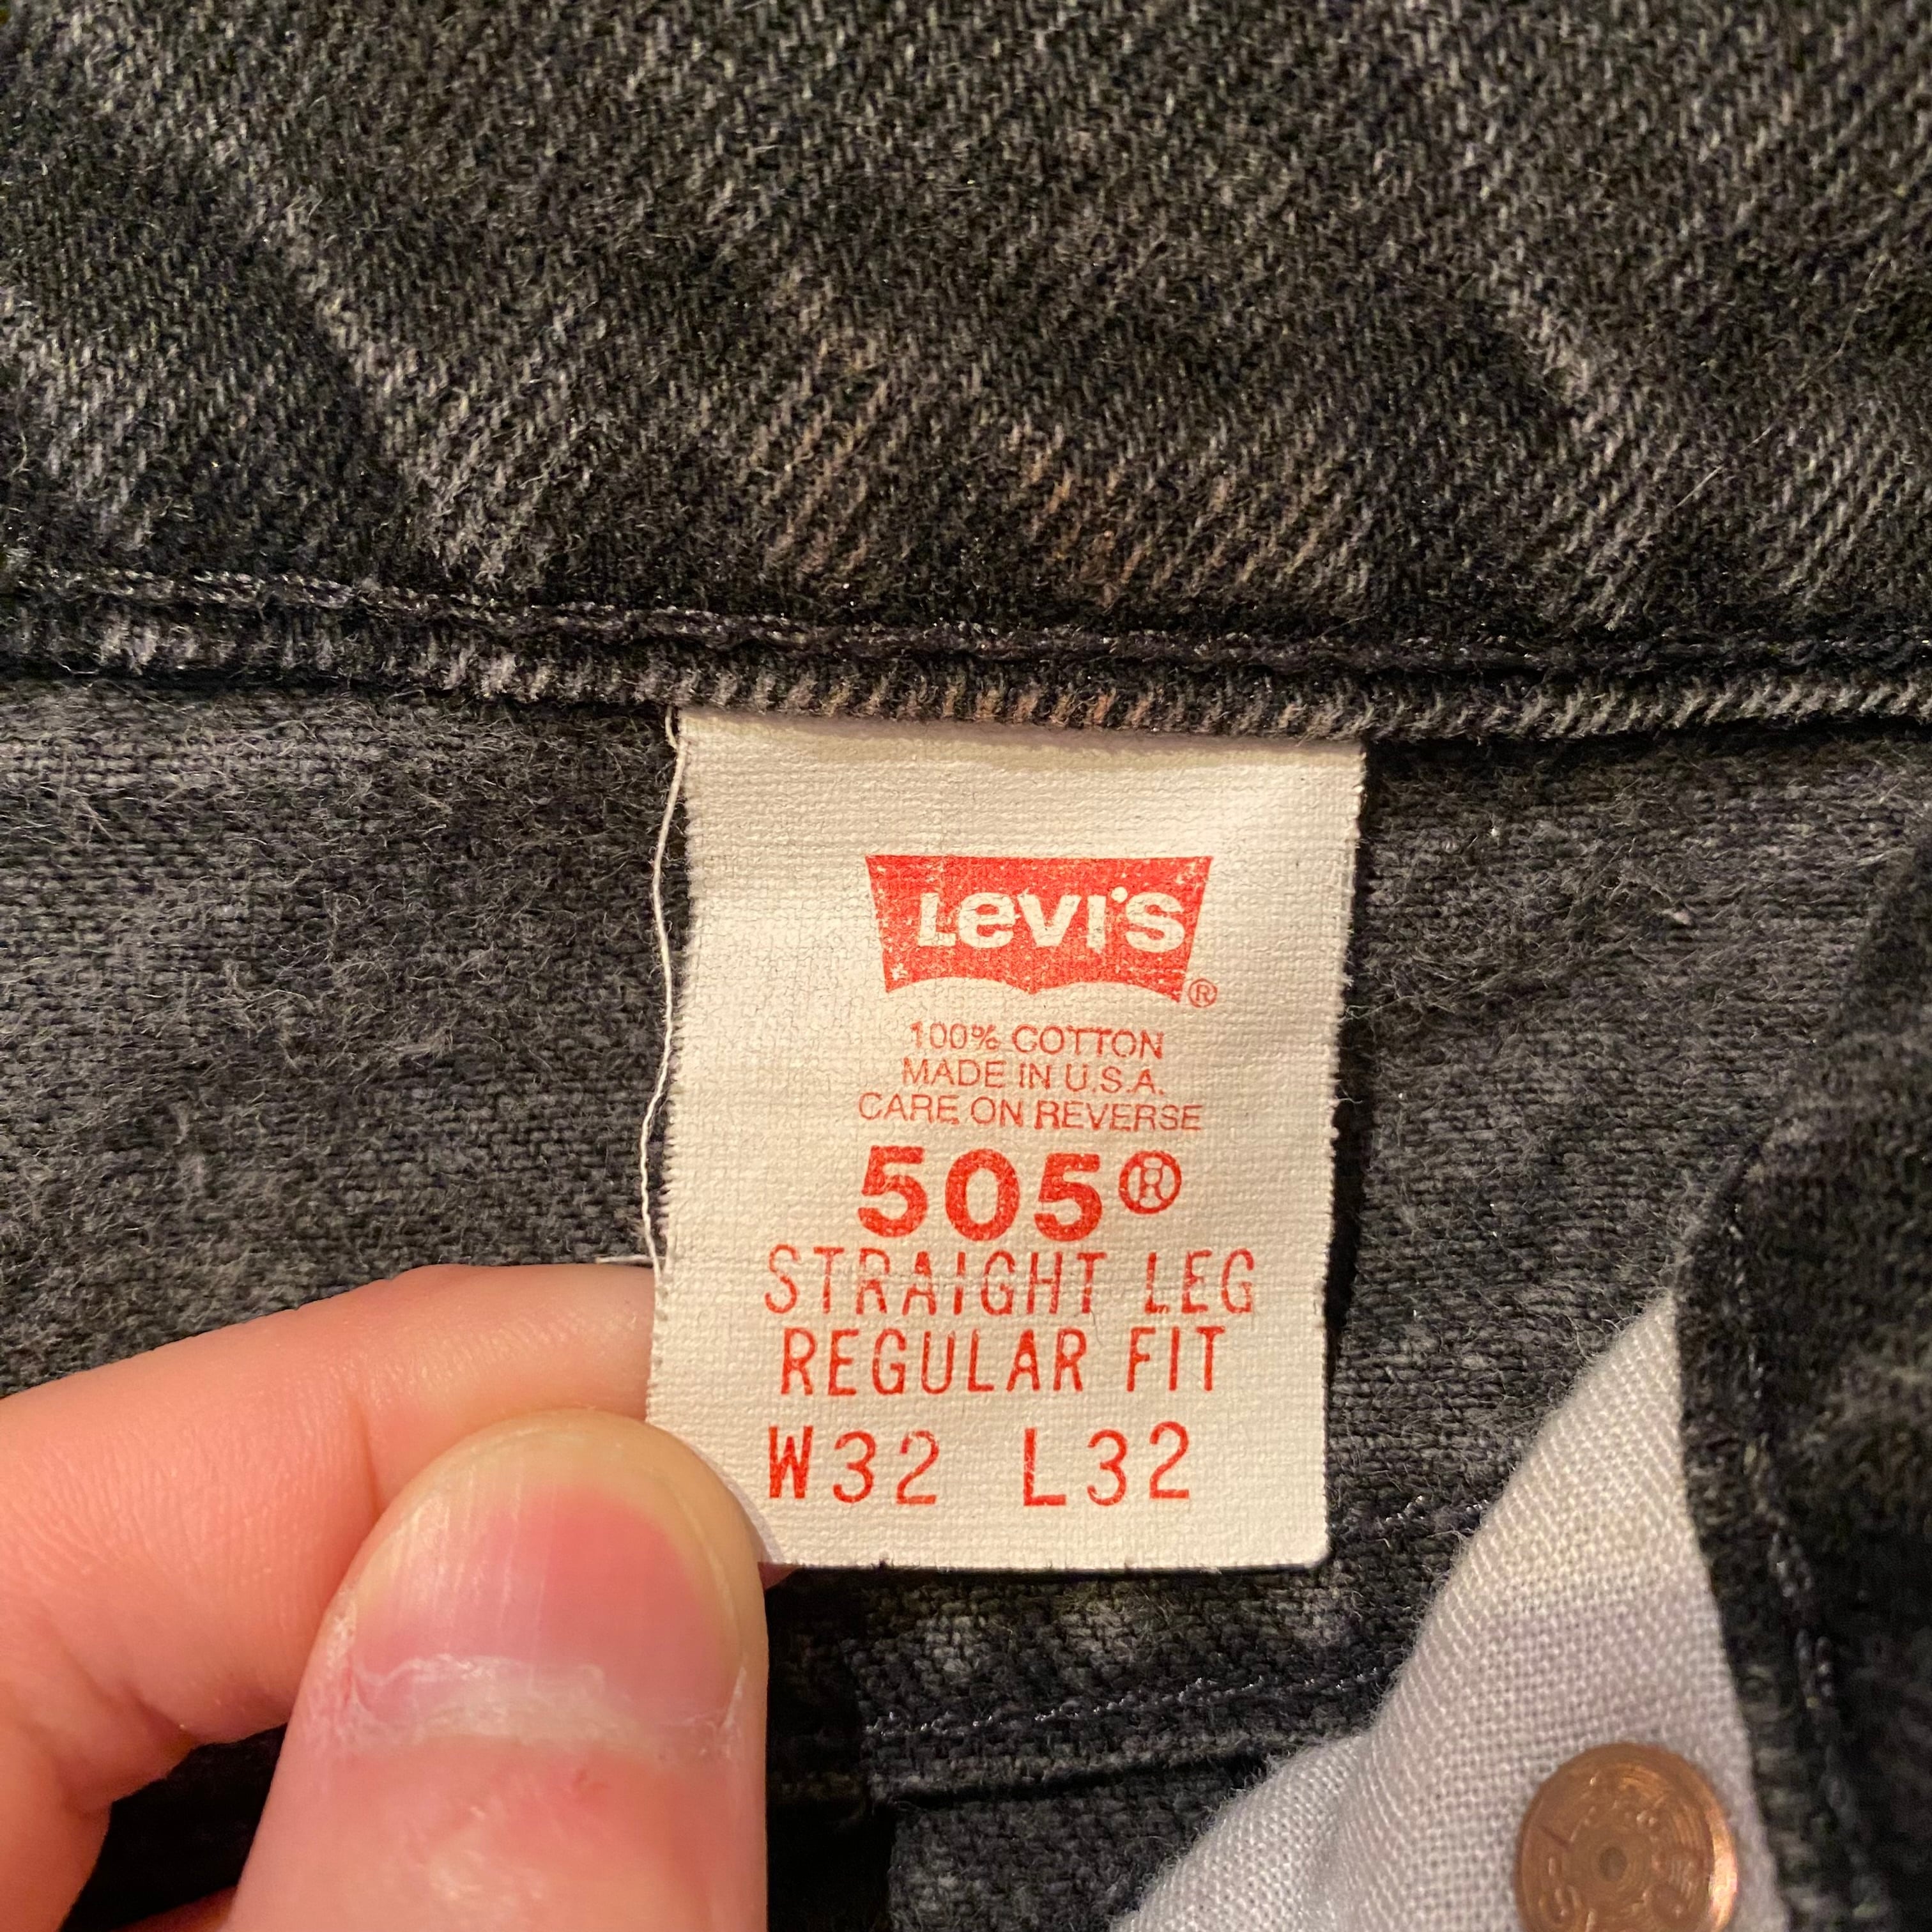 Levi's
®
100% COTTON
MADE IN U.S.A.
CARE ON REVERSE
505®
STRAIGHT LEG
REGULAR FIT
W32 L32